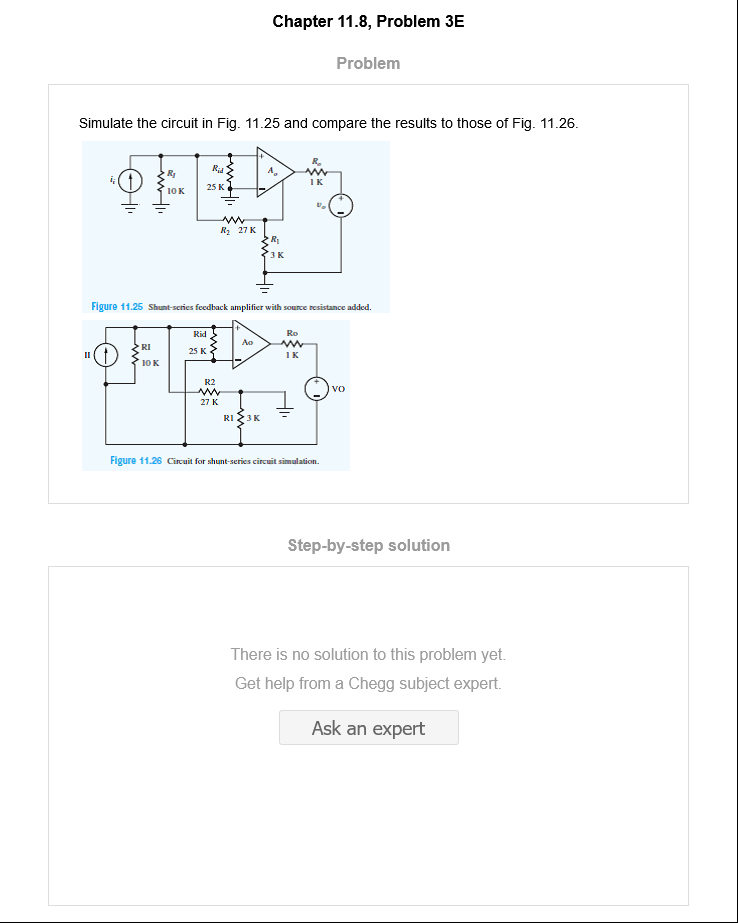 Chapter 11.8, Problem 3E
Problem
Simulate the circuit in Fig. 11.25 and compare the results to those of Fig. 11.26.
i_i
R_I
10 K
R_id
25 K
+
−
A_o
R_o
1 K
v_o
+
−
R_2 27 K
R_1
3 K
Figure 11.25 Shunt-series feedback amplifier with source resistance added.
II
RI
10 K
Rid
25 K
+
−
Ao
Ro
1 K
+
−
VO
R2
27 K
R1 3 K
Figure 11.26 Circuit for shunt-series circuit simulation.
Step-by-step solution
There is no solution to this problem yet.
Get help from a Chegg subject expert.
Ask an expert